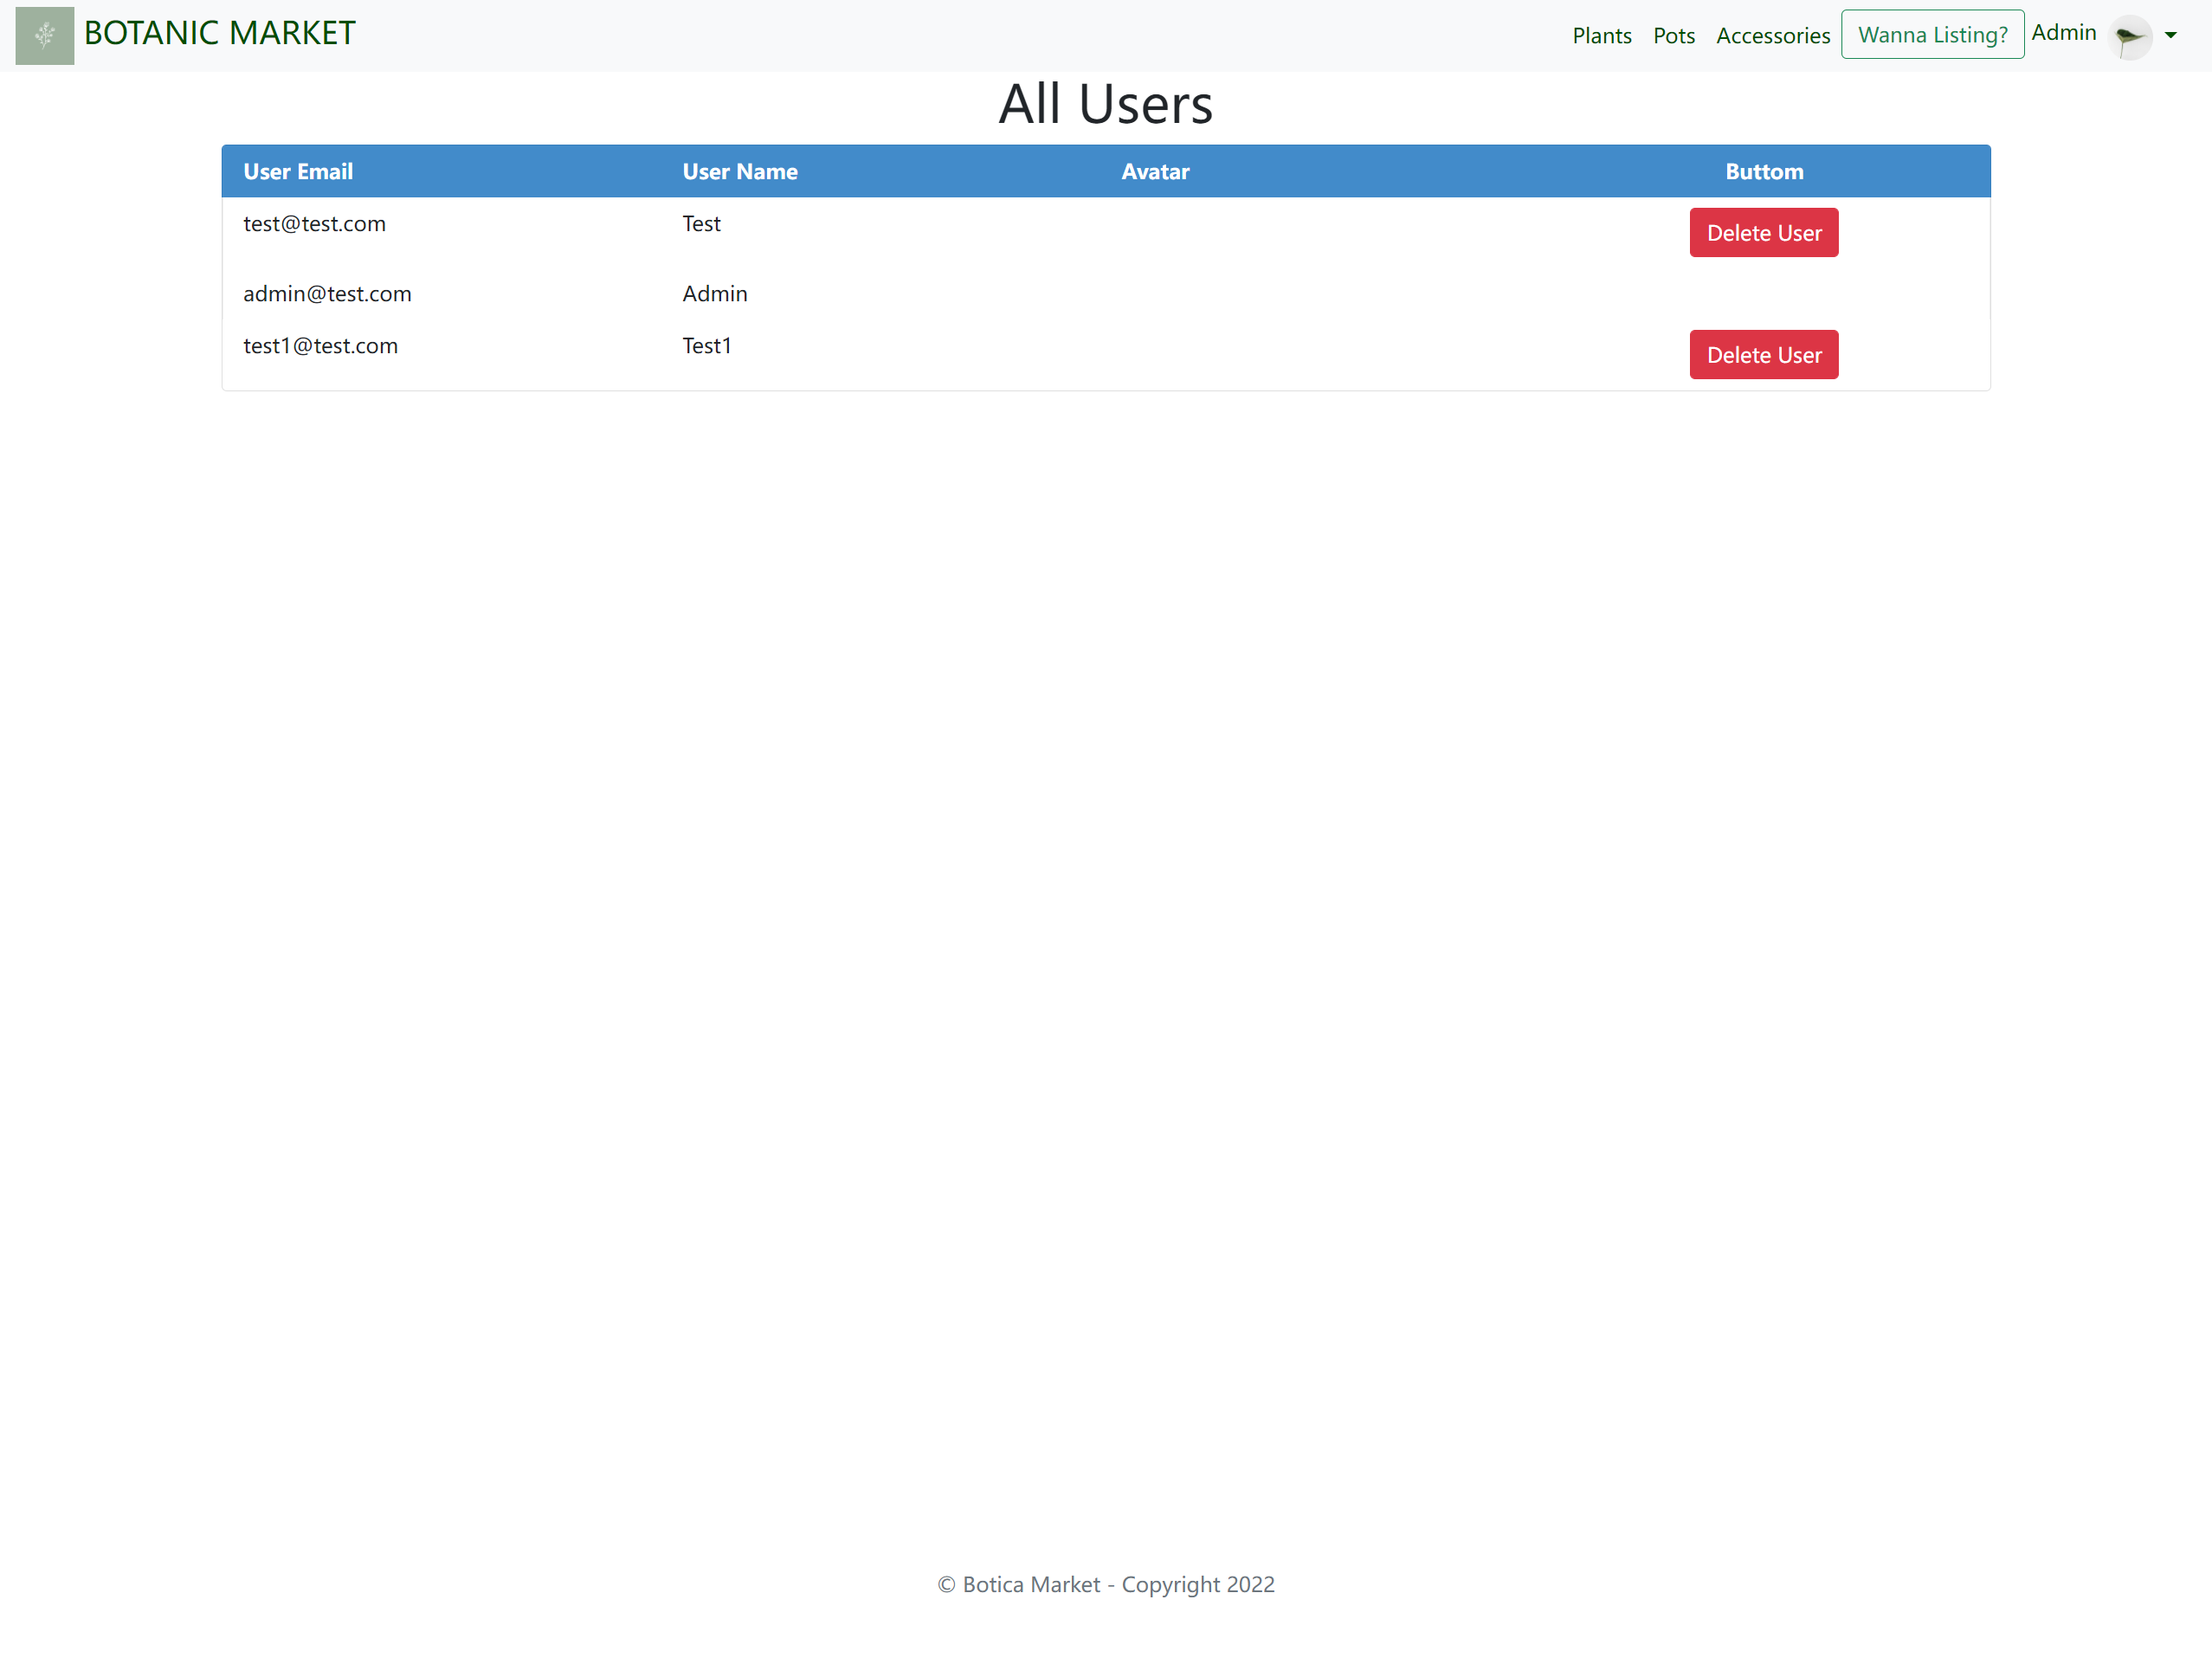 BOTANIC MARKET Plants Pots Accessories Wanna Listing? Admin
All Users
User Email User Name Avatar Buttom
test@test.com Test Delete User
admin@test.com Admin
test1@test.com Test1 Delete User
© Botica Market - Copyright 2022